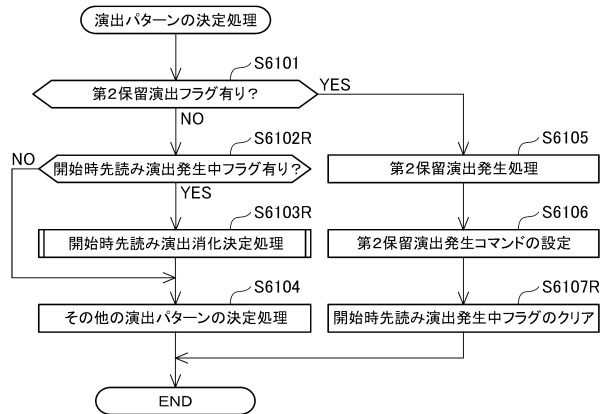 演出パターンの決定処理
S6101
第2保留演出フラグ有り?
YES
NO
S6102R
NO
開始時先読み演出発生中フラグ有り?
YES
S6105
第2保留演出発生処理
S6103R
開始時先読み演出消化決定処理
S6106
第2保留演出発生コマンドの設定
S6104
その他の演出パターンの決定処理
S6107R
開始時先読み演出発生中フラグのクリア
END